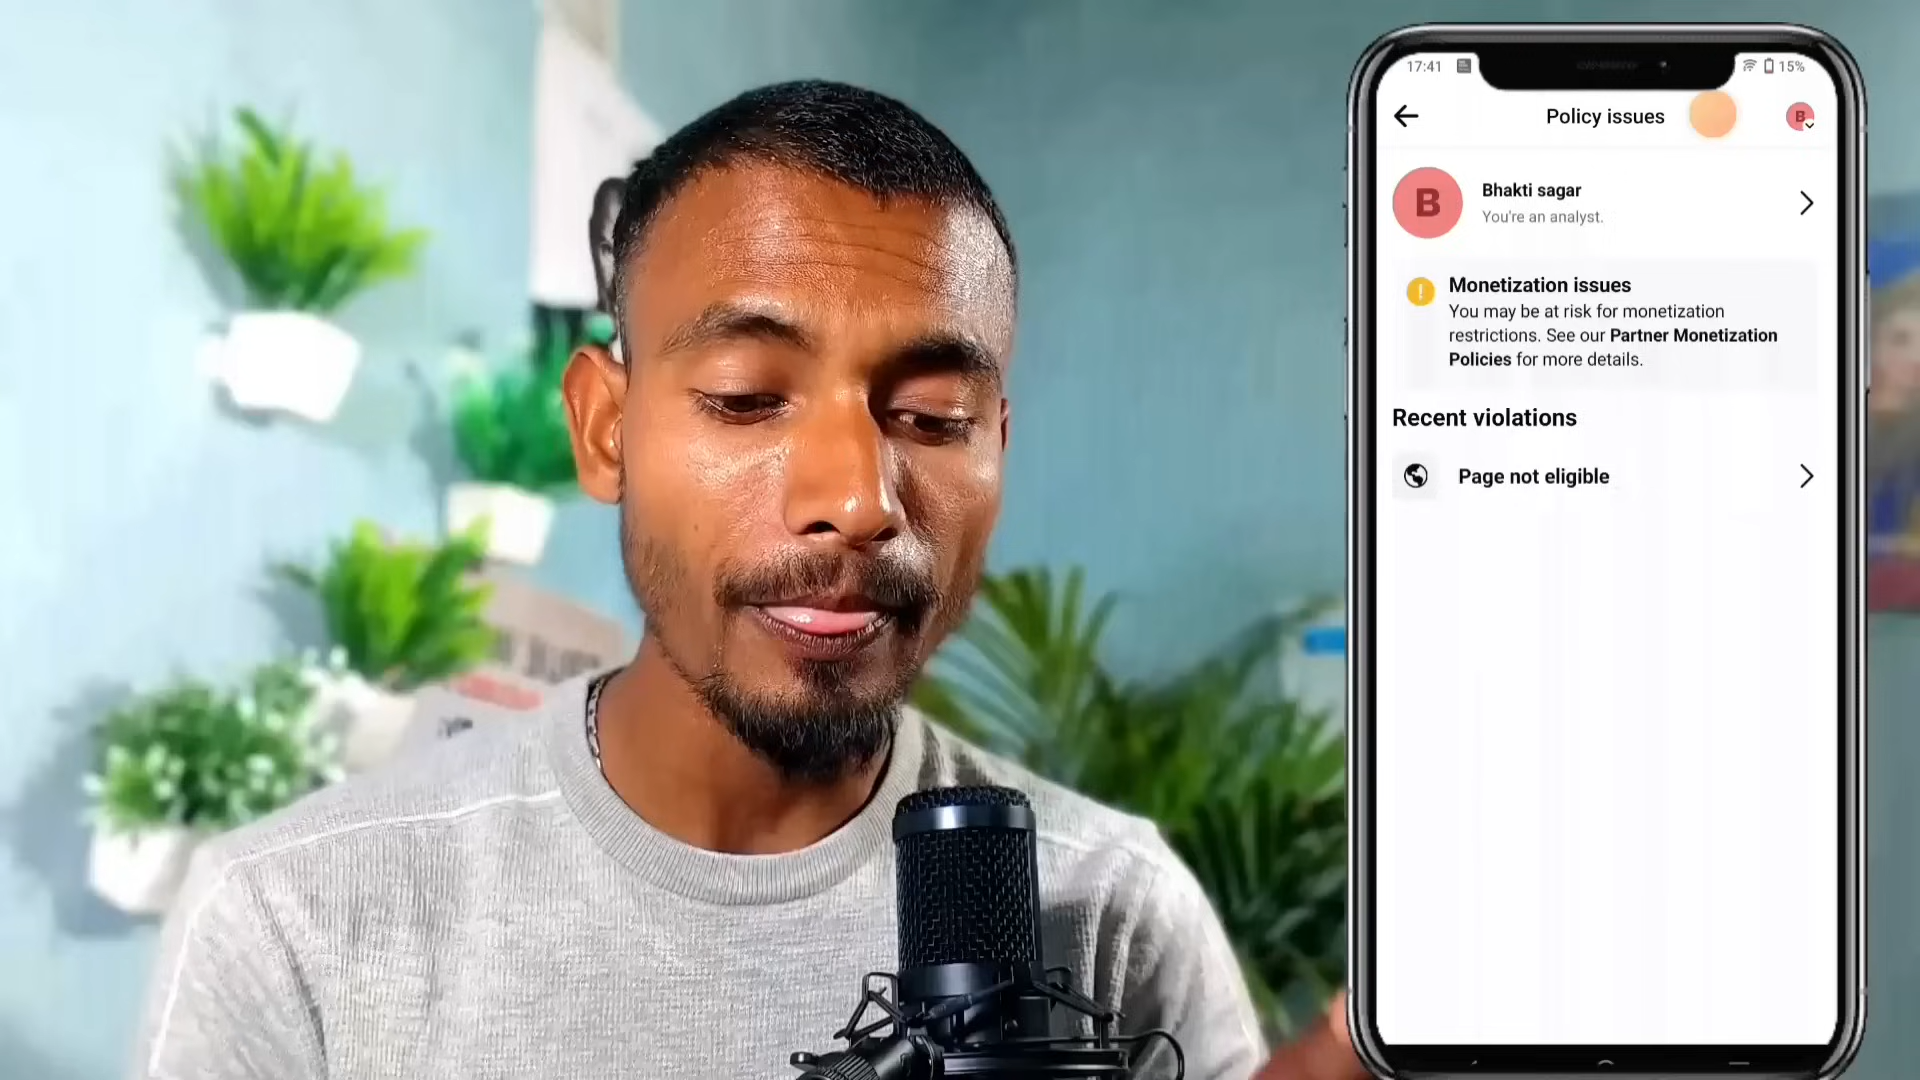 17:41
15%
Policy issues
B
B
Bhakti sagar
You're an analyst.
Monetization issues
You may be at risk for monetization
restrictions. See our Partner Monetization
Policies for more details.
Recent violations
Page not eligible